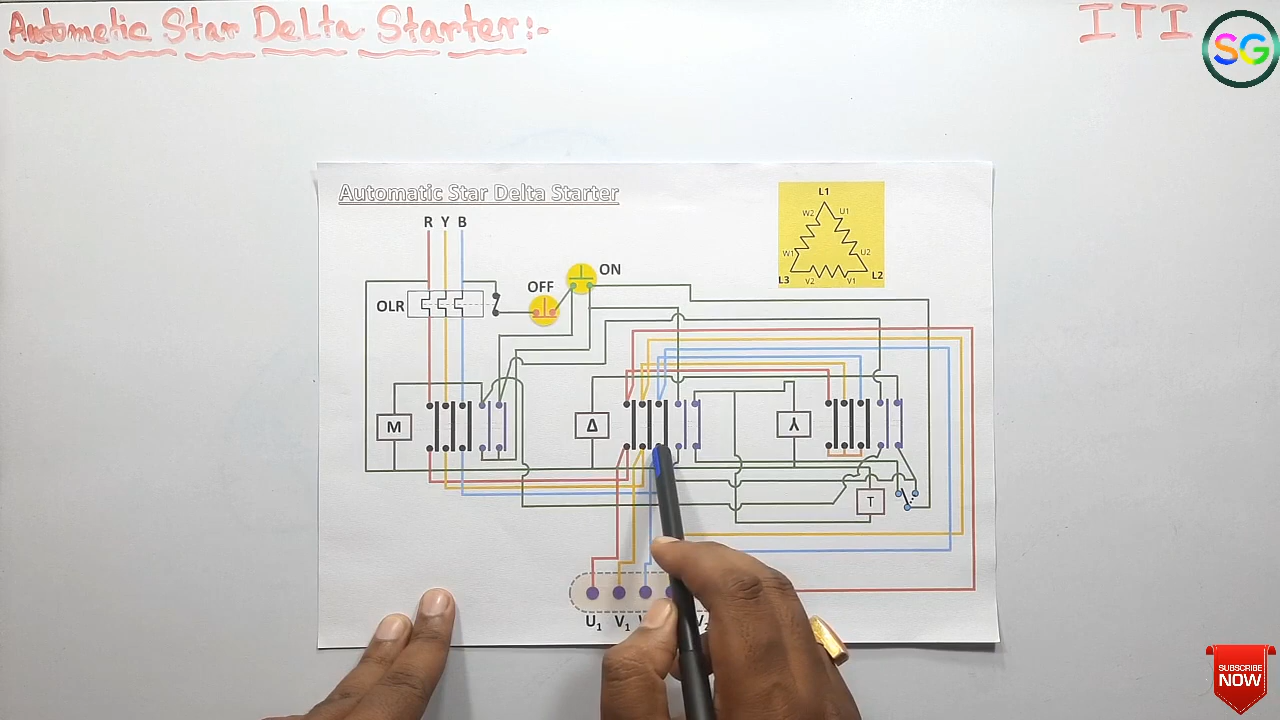 Automatic Star Delta Starter:-
ITI
SG
Automatic Star Delta Starter
R Y B
L1
W2 U1
W1 U2
L3 L2
V2 V1
ON
OFF
OLR
M
Δ
⅄
T
U1 V1 V2
SUBSCRIBE
NOW